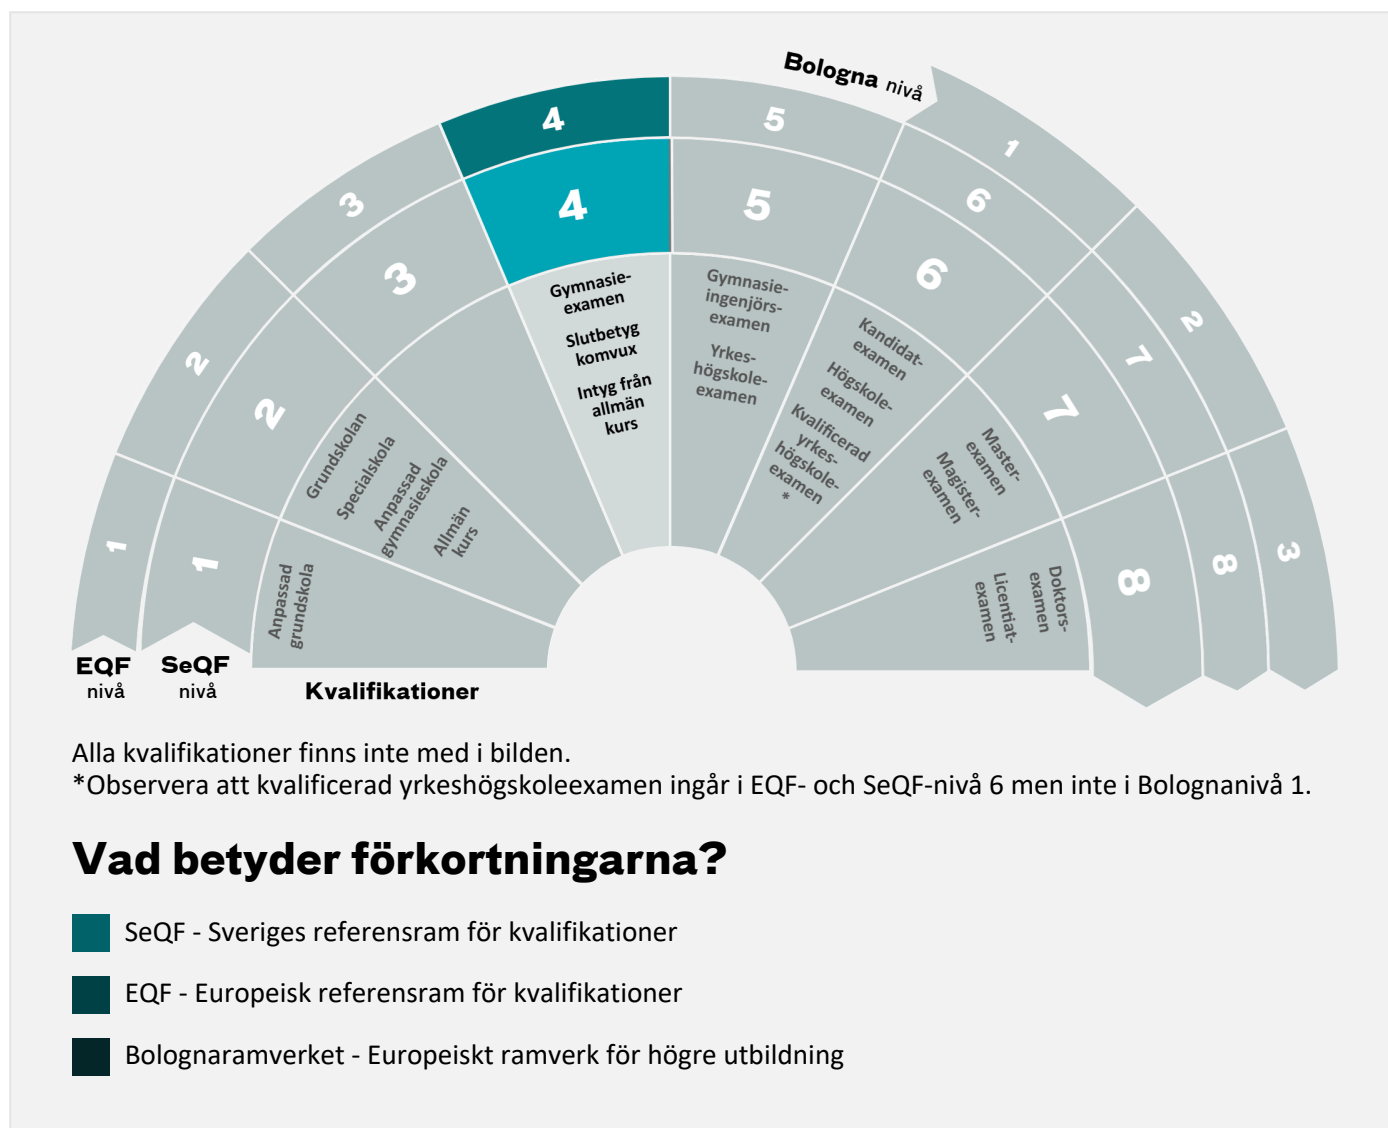 Bologna nivå
1
2
3
1
2
3
4
5
6
7
8
1
2
3
4
5
6
7
8
Anpassad
grundskola
Grundskolan
Specialskola
Anpassad
gymnasieskola
Allmän
kurs
Gymnasie-
examen
Slutbetyg
komvux
Intyg från
allmän
kurs
Gymnasie-
ingenjörs-
examen
Yrkes-
högskole-
examen
Kandidat-
examen
Högskole-
examen
Kvalificerad
yrkes-
högskole-
examen
*
Master-
examen
Magister-
examen
Doktors-
examen
Licentiat-
examen
EQF
nivå
SeQF
nivå
Kvalifikationer
Alla kvalifikationer finns inte med i bilden.
*Observera att kvalificerad yrkeshögskoleexamen ingår i EQF- och SeQF-nivå 6 men inte i Bolognanivå 1.
Vad betyder förkortningarna?
SeQF - Sveriges referensram för kvalifikationer
EQF - Europeisk referensram för kvalifikationer
Bolognaramverket - Europeiskt ramverk för högre utbildning